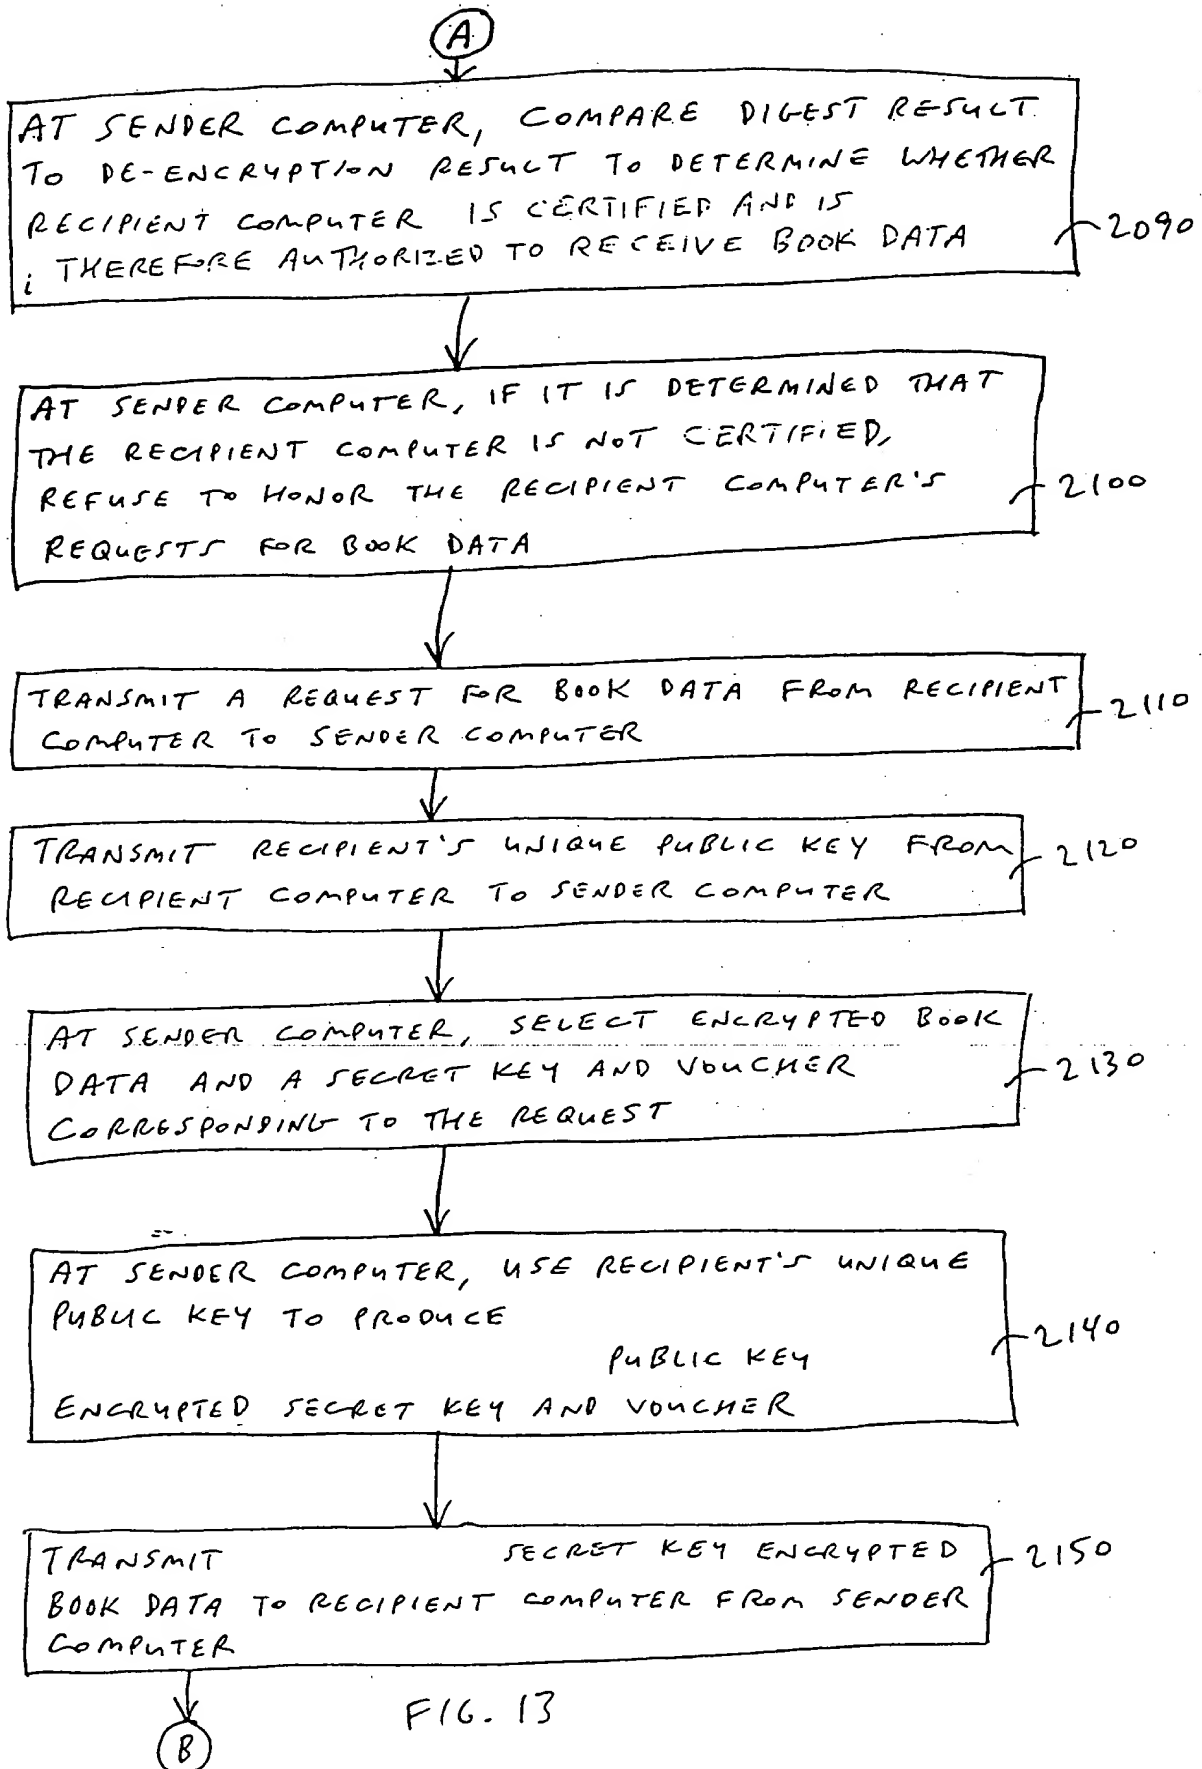 A
AT SENDER COMPUTER, COMPARE DIGEST RESULT
TO DE-ENCRYPTION RESULT TO DETERMINE WHETHER
RECIPIENT COMPUTER IS CERTIFIED AND IS
; THEREFORE AUTHORIZED TO RECEIVE BOOK DATA
2090
AT SENDER COMPUTER, IF IT IS DETERMINED THAT
THE RECIPIENT COMPUTER IS NOT CERTIFIED,
REFUSE TO HONOR THE RECIPIENT COMPUTER'S
REQUESTS FOR BOOK DATA
2100
TRANSMIT A REQUEST FOR BOOK DATA FROM RECIPIENT
COMPUTER TO SENDER COMPUTER
2110
TRANSMIT RECIPIENT'S UNIQUE PUBLIC KEY FROM
RECIPIENT COMPUTER TO SENDER COMPUTER
2120
AT SENDER COMPUTER, SELECT ENCRYPTED BOOK
DATA AND A SECRET KEY AND VOUCHER
CORRESPONDING TO THE REQUEST
2130
AT SENDER COMPUTER, USE RECIPIENT'S UNIQUE
PUBLIC KEY TO PRODUCE
PUBLIC KEY
ENCRYPTED SECRET KEY AND VOUCHER
2140
TRANSMIT SECRET KEY ENCRYPTED
BOOK DATA TO RECIPIENT COMPUTER FROM SENDER
COMPUTER
2150
FIG. 13
B